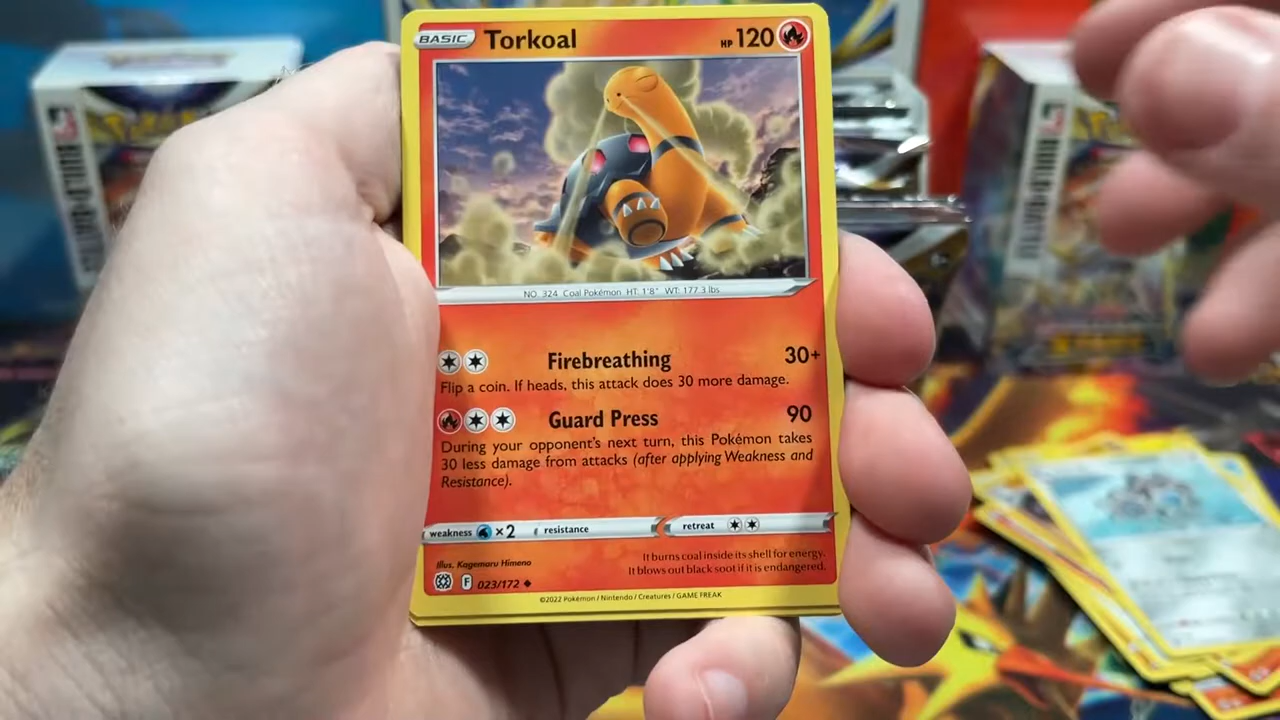 BASIC Torkoal HP 120
NO. 324 Coal Pokémon HT: 1'8" WT: 177.3 lbs
Firebreathing 30+
Flip a coin. If heads, this attack does 30 more damage.
Guard Press 90
During your opponent's next turn, this Pokémon takes
30 less damage from attacks (after applying Weakness and
Resistance).
weakness ×2 resistance retreat
Illus. Kagemaru Himeno
It burns coal inside its shell for energy.
It blows out black soot if it is endangered.
F 023/172
©2022 Pokémon / Nintendo / Creatures / GAME FREAK